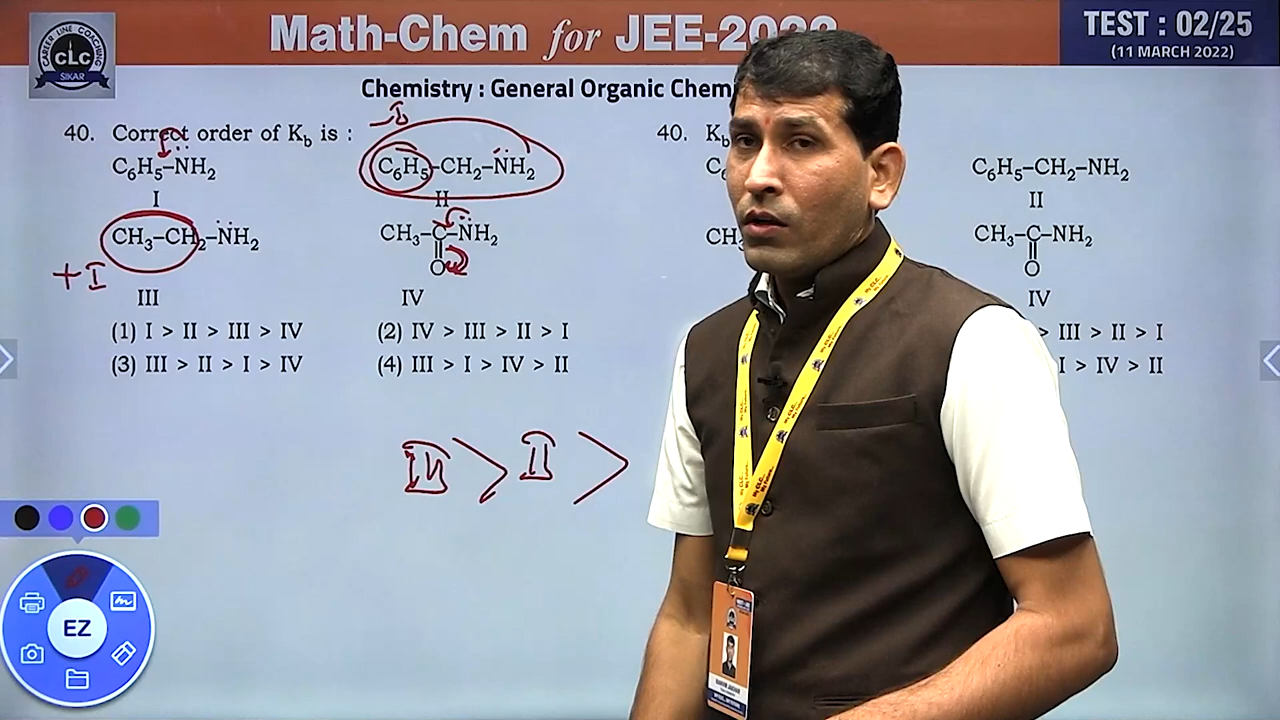 CAREER LINE COACHING
CLC
SIKAR
Math-Chem for JEE-2022
TEST : 02/25
(11 MARCH 2022)
Chemistry : General Organic Chem
40. Correct order of Kb is :
-I
C6H5–NH2
I
C6H5–CH2–NH2
II
CH3–CH2–NH2
+I
III
CH3–C–NH2
O
IV
(1) I > II > III > IV
(2) IV > III > II > I
(3) III > II > I > IV
(4) III > I > IV > II
III > II >
40. Kb
C6
CH3
C6H5–CH2–NH2
II
CH3–C–NH2
O
IV
> III > II > I
I > IV > II
EZ